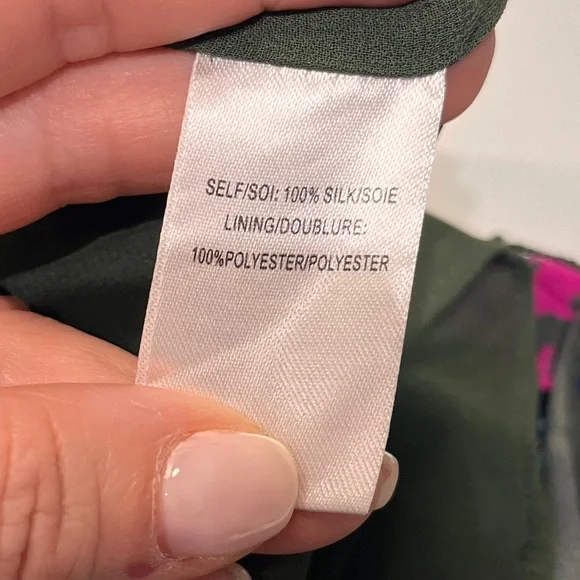 SELF/SOI: 100% SILK/SOIE
LINING/DOUBLURE:
100%POLYESTER/POLYESTER